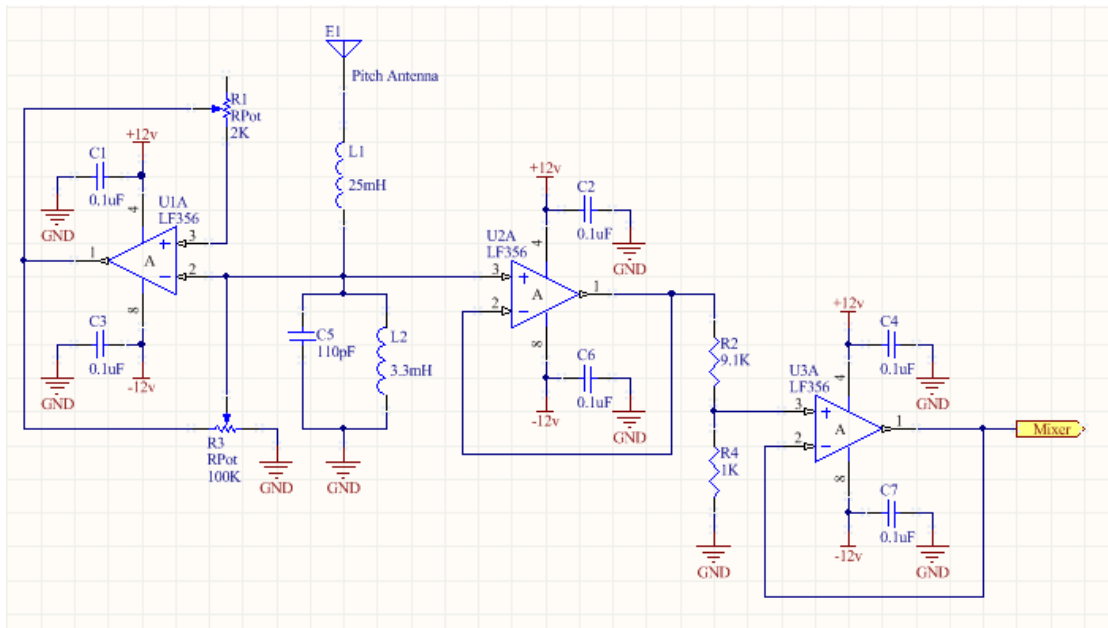 E1
Pitch Antenna
R1
RPot
2K
+12v
C1
0.1uF
GND
4
U1A
LF356
3
2
1
A
8
C3
0.1uF
-12v
GND
R3
RPot
100K
GND
L1
25mH
C5
110pF
L2
3.3mH
GND
+12v
C2
0.1uF
GND
4
U2A
LF356
3
2
1
A
8
C6
0.1uF
-12v
GND
R2
9.1K
R4
1K
GND
+12v
C4
0.1uF
GND
4
U3A
LF356
3
2
1
A
8
C7
0.1uF
-12v
GND
Mixer